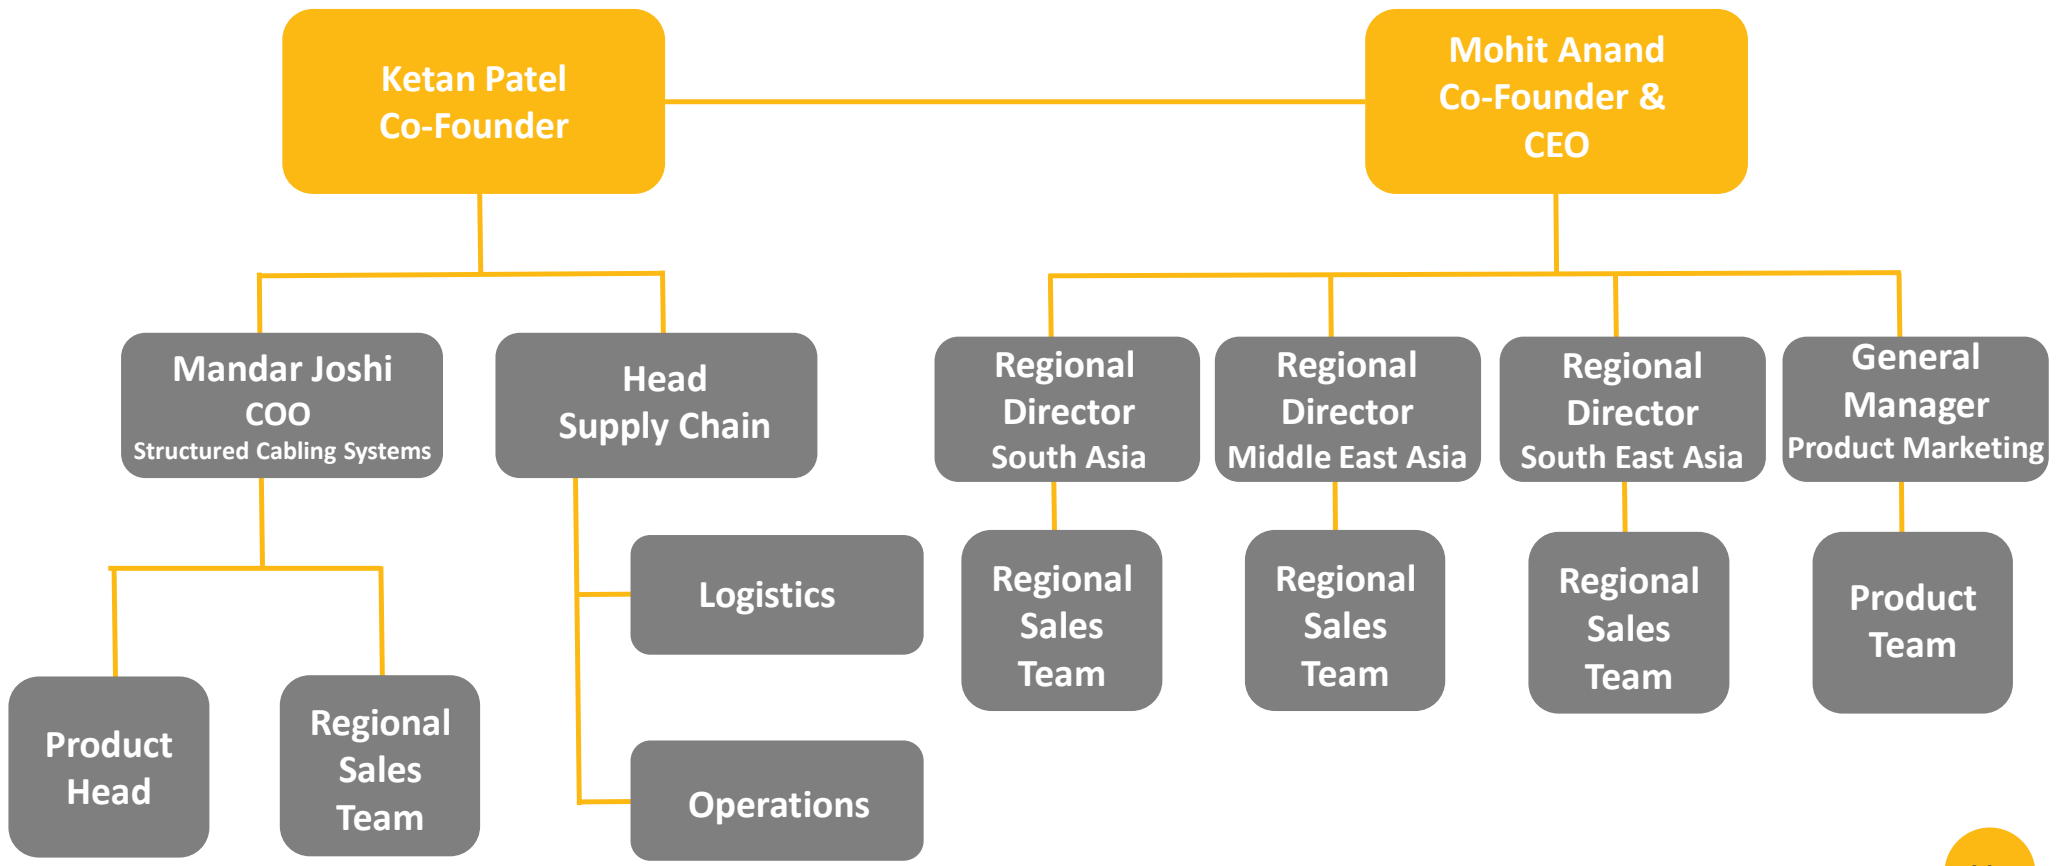 Ketan Patel
Co-Founder
Mohit Anand
Co-Founder &
CEO
Mandar Joshi
COO
Structured Cabling Systems
Head
Supply Chain
Regional
Director
South Asia
Regional
Director
Middle East Asia
Regional
Director
South East Asia
General
Manager
Product Marketing
Product
Head
Regional
Sales
Team
Logistics
Operations
Regional
Sales
Team
Regional
Sales
Team
Regional
Sales
Team
Product
Team